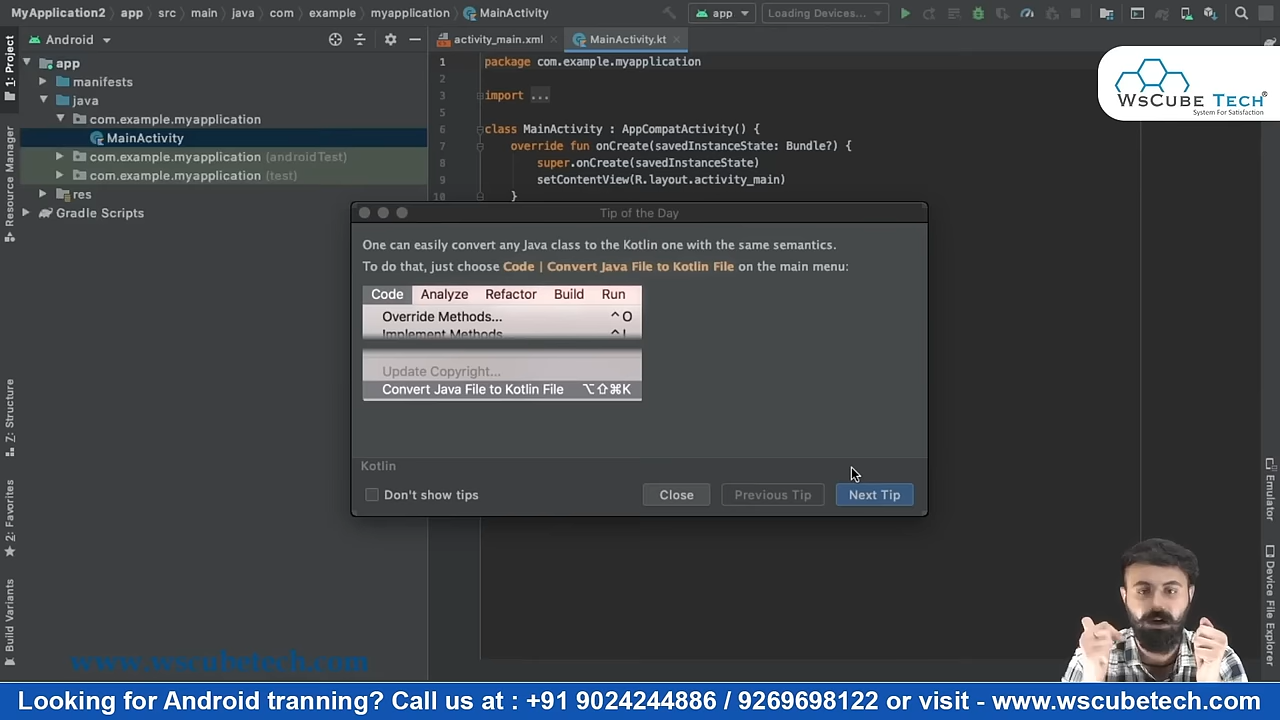 MyApplication2 app src main java com example myapplication MainActivity app Loading Devices...
Android
activity_main.xml MainActivity.kt
1: Project
Resource Manager
7: Structure
2: Favorites
Build Variants
app
manifests
java
com.example.myapplication
MainActivity
com.example.myapplication (androidTest)
com.example.myapplication (test)
res
Gradle Scripts
1 package com.example.myapplication
2
3 import ...
5
6 class MainActivity : AppCompatActivity() {
7 override fun onCreate(savedInstanceState: Bundle?) {
8 super.onCreate(savedInstanceState)
9 setContentView(R.layout.activity_main)
10 }
WSCUBE TECH®
System For Satisfaction
Tip of the Day
One can easily convert any Java class to the Kotlin one with the same semantics.
To do that, just choose Code | Convert Java File to Kotlin File on the main menu:
Code Analyze Refactor Build Run
Override Methods... ^O
Implement Methods ^I
Update Copyright...
Convert Java File to Kotlin File ⌥⇧⌘K
Kotlin
Don't show tips
Close Previous Tip Next Tip
Emulator
Device File Explorer
www.wscubetech.com
Looking for Android tranning? Call us at : +91 9024244886 / 9269698122 or visit - www.wscubetech.com